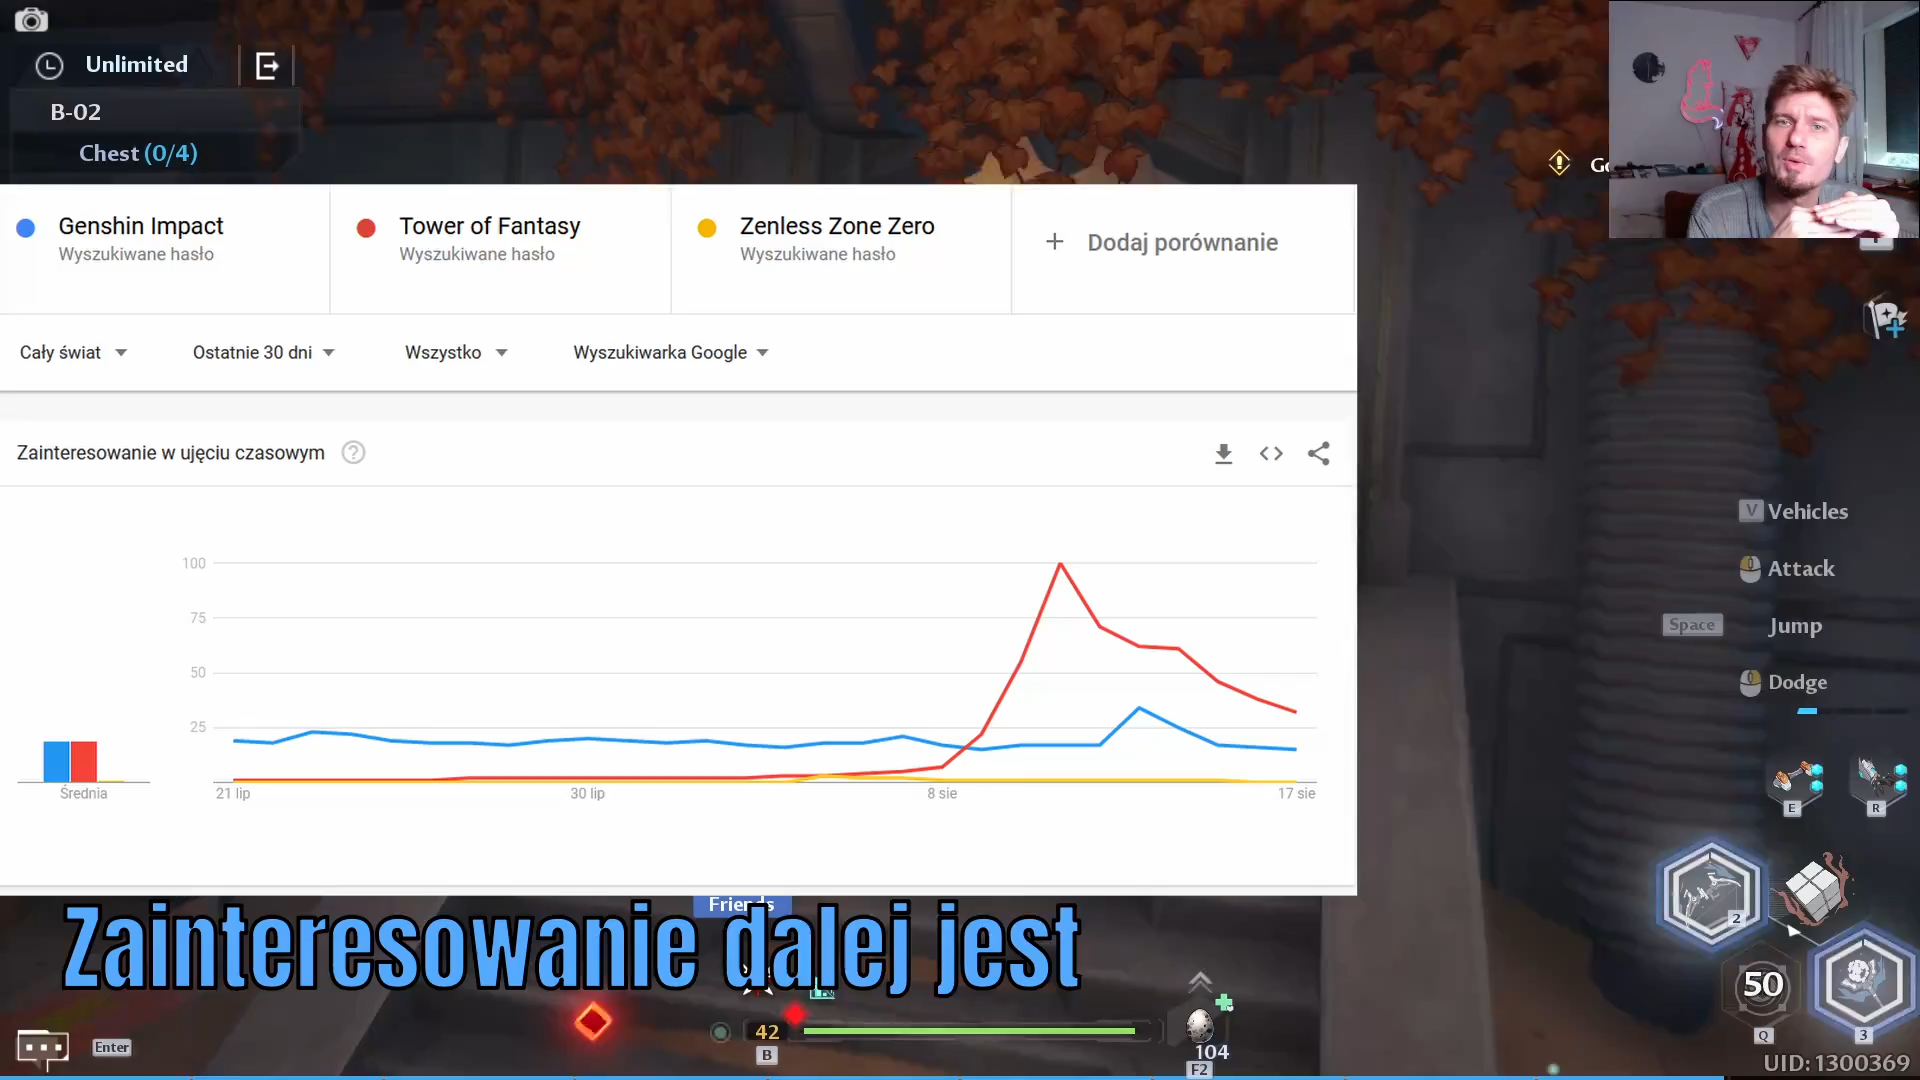 Unlimited
B-02
Chest (0/4)
Genshin Impact
Wyszukiwane hasło
Tower of Fantasy
Wyszukiwane hasło
Zenless Zone Zero
Wyszukiwane hasło
+ Dodaj porównanie
Cały świat
Ostatnie 30 dni
Wszystko
Wyszukiwarka Google
Zainteresowanie w ujęciu czasowym ?
100
75
50
25
Średnia
21 lip
30 lip
8 sie
17 sie
V Vehicles
Attack
Space Jump
Dodge
E
R
2
50
Q
3
Friends
Zainteresowanie dalej jest
Enter
42
B
104
F2
UID: 1300369